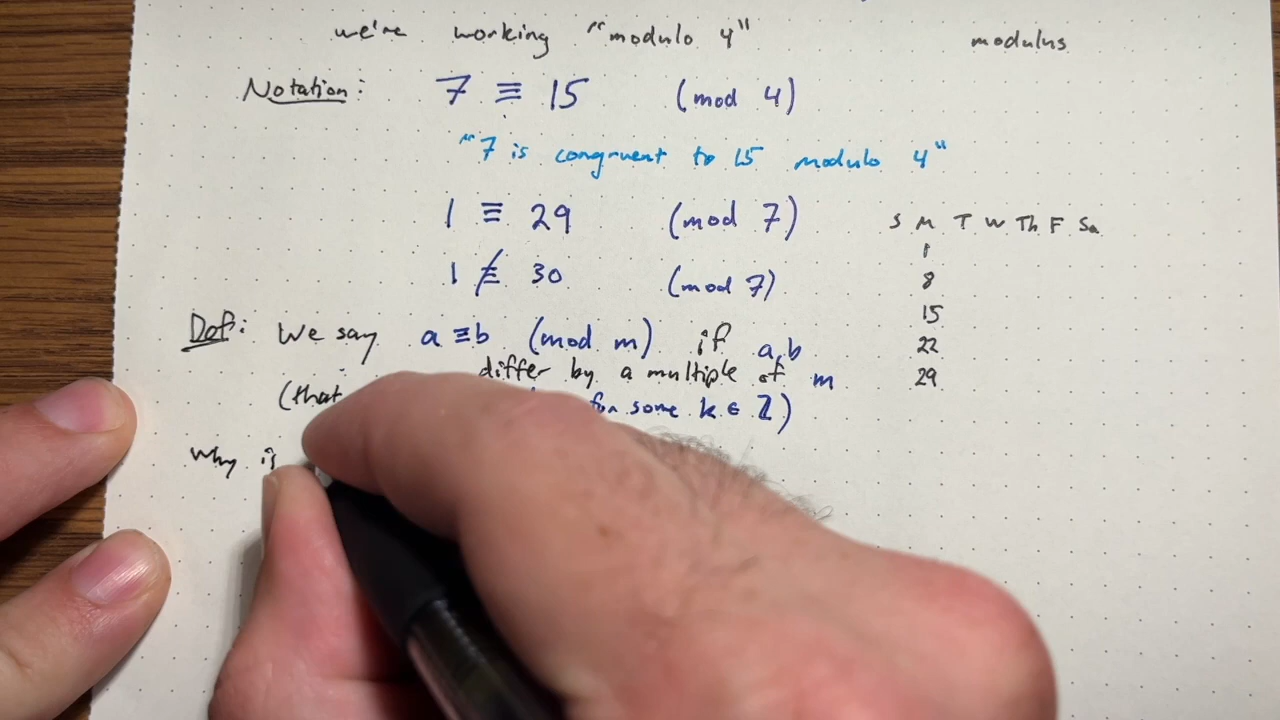 we're working "modulo 4" modulus
Notation: 7 ≡ 15 (mod 4)
"7 is congruent to 15 modulo 4"
1 ≡ 29 (mod 7) S M T W Th F Sa
1
1 ≢ 30 (mod 7) 8
15
Def: We say a ≡ b (mod m) if a,b 22
differ by a multiple of m 29
(that for some k ∈ ℤ)
Why is